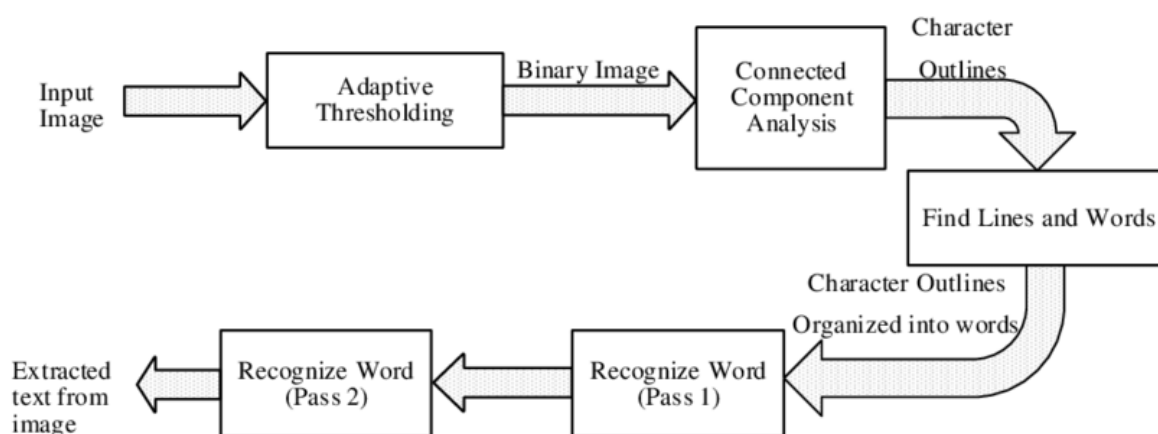 Input
Image
Adaptive
Thresholding
Binary Image
Connected
Component
Analysis
Character
Outlines
Find Lines and Words
Character Outlines
Organized into words
Recognize Word
(Pass 1)
Recognize Word
(Pass 2)
Extracted
text from
image